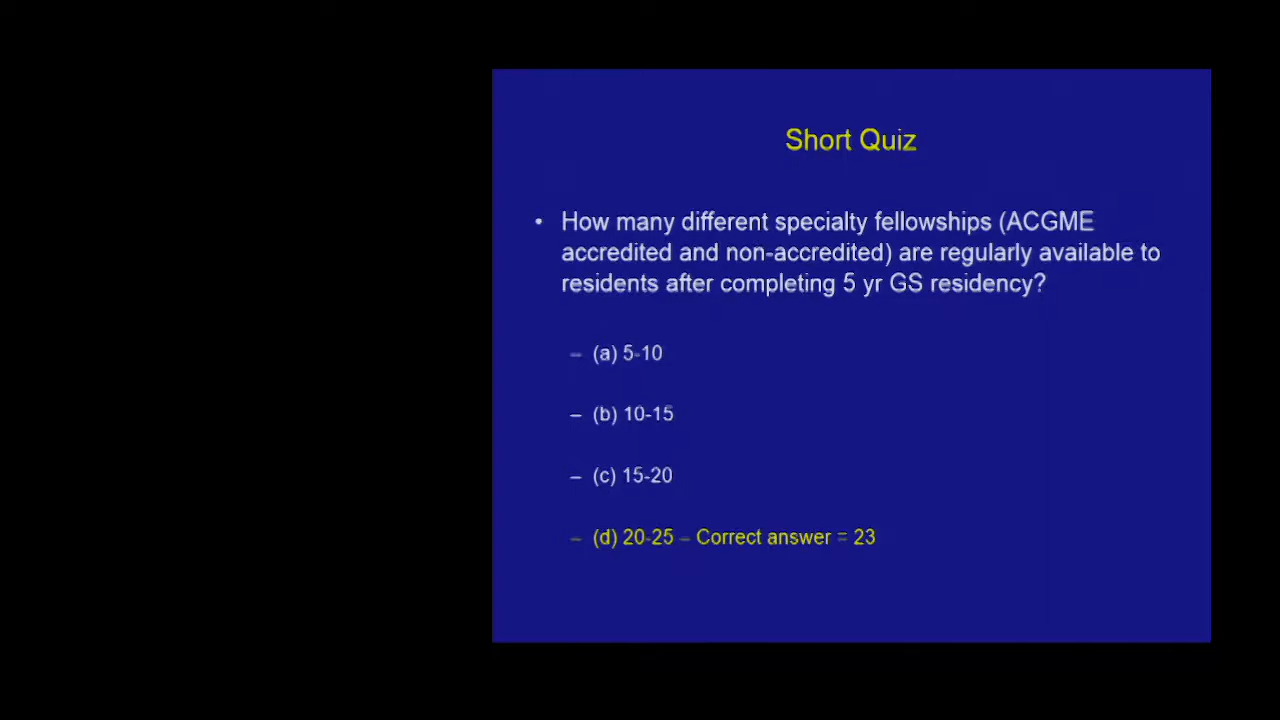 Short Quiz
• How many different specialty fellowships (ACGME
accredited and non-accredited) are regularly available to
residents after completing 5 yr GS residency?
– (a) 5-10
– (b) 10-15
– (c) 15-20
– (d) 20-25 – Correct answer = 23